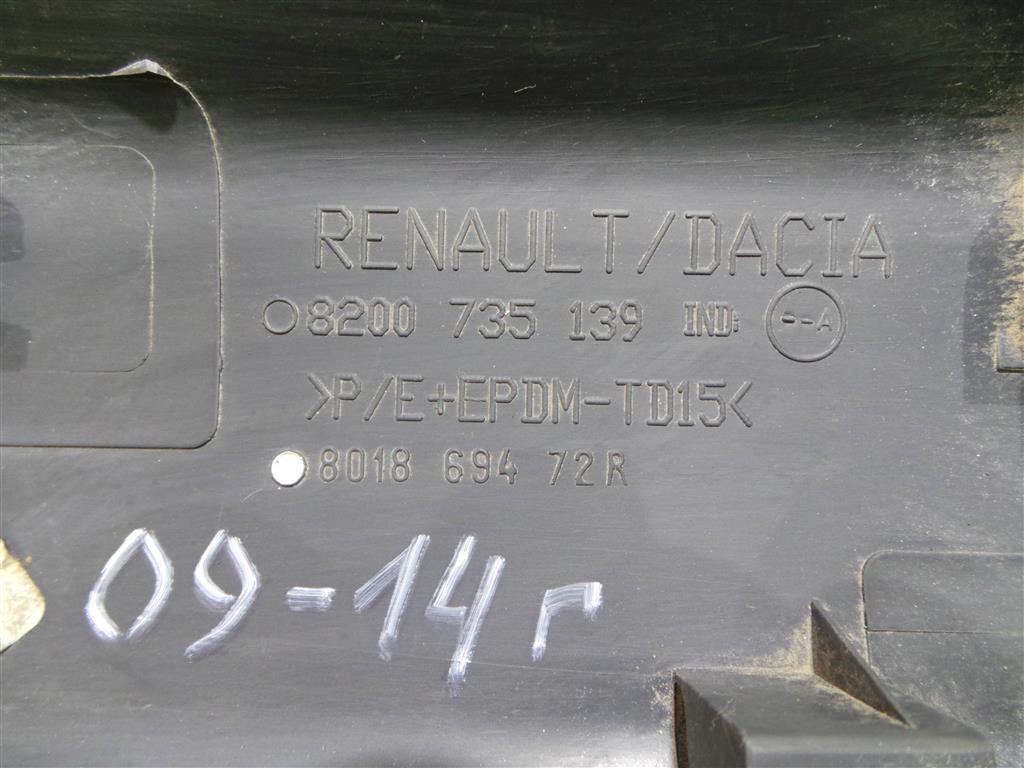 RENAULT/DACIA
8200 735 139 IND: --A
>P/E+EPDM-TD15<
8018 694 72R
09-14г